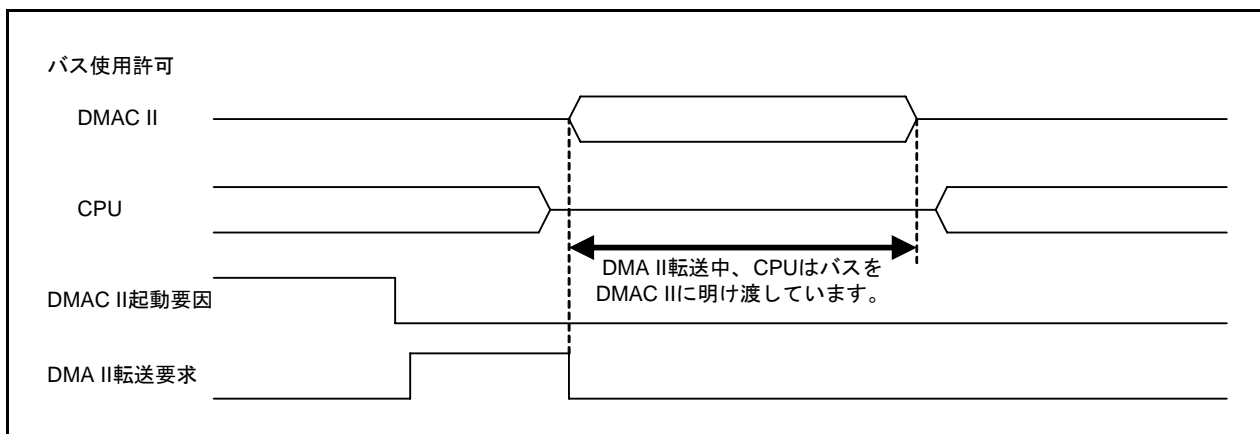 バス使用許可
DMAC II
CPU
DMA II転送中、CPUはバスを
DMAC IIに明け渡しています。
DMAC II起動要因
DMA II転送要求